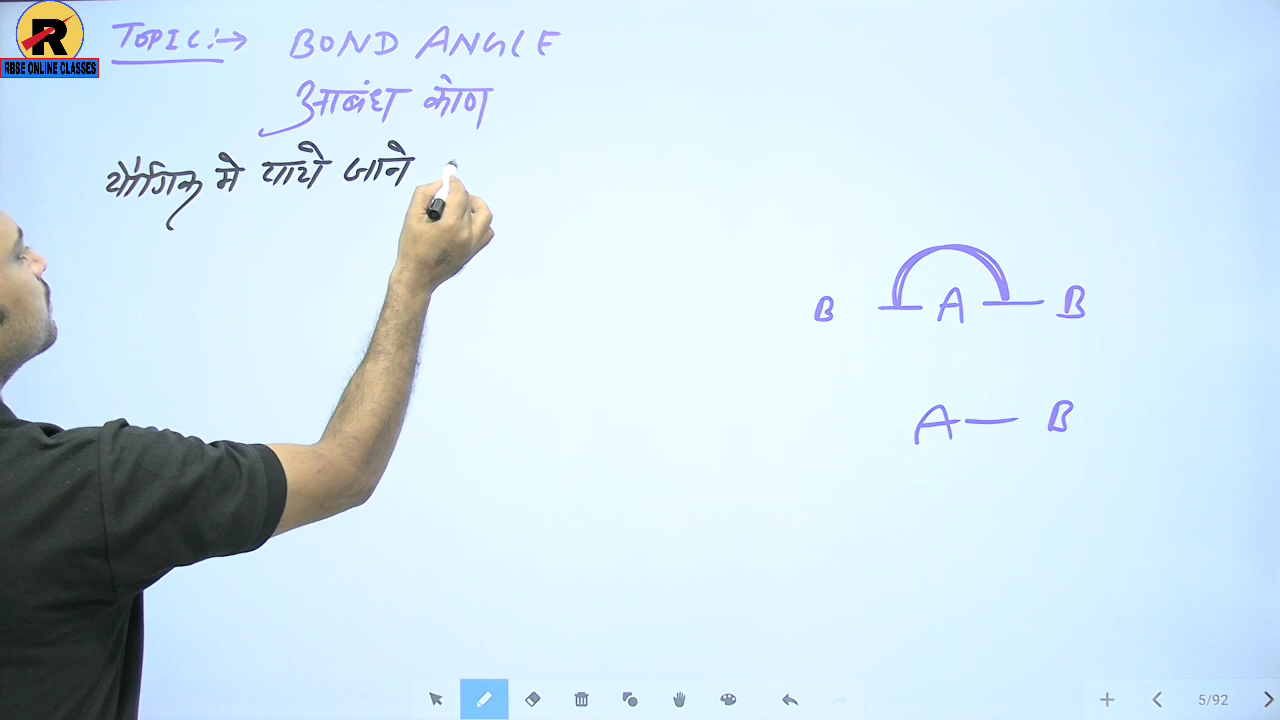 R
RBSE ONLINE CLASSES
TOPIC:→ BOND ANGLE
आबंध कोण
यौगिक मे पाये जाने
B — A — B
A — B
5/92